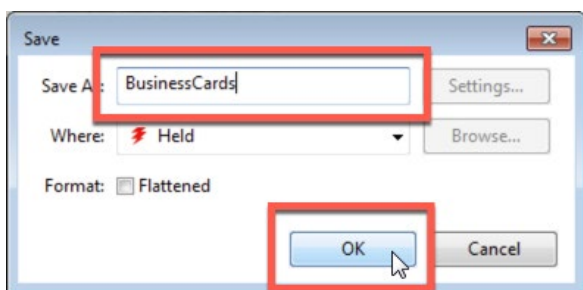 Save
Save As: BusinessCards Settings...
Where: Held Browse...
Format: Flattened
OK Cancel